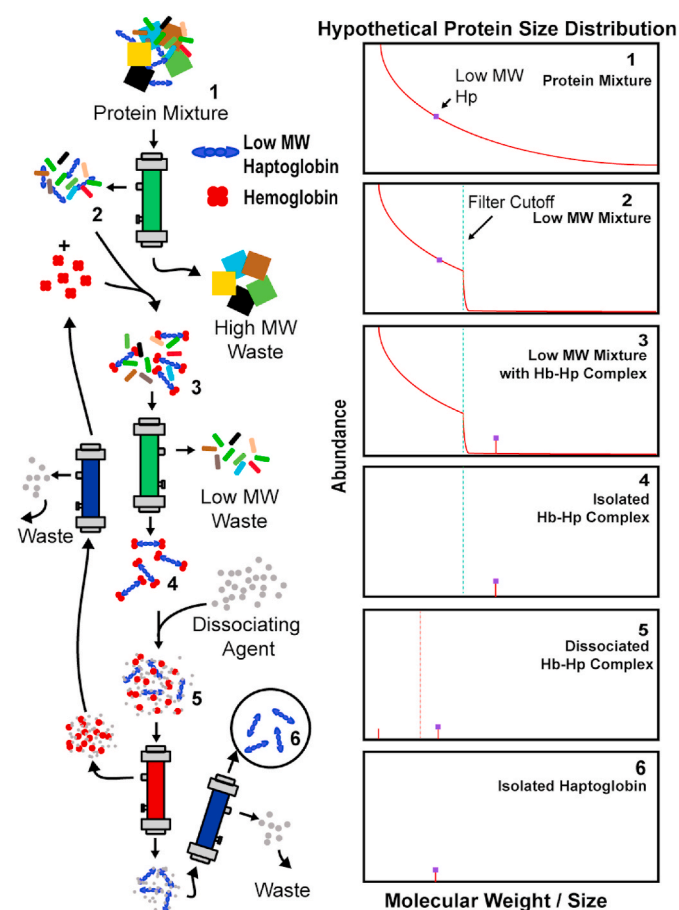 Hypothetical Protein Size Distribution
1
Protein Mixture
Low MW
Haptoglobin
Hemoglobin
2
+
High MW
Waste
3
Low MW
Waste
Waste
4
Dissociating
Agent
5
6
Waste
Abundance
1
Protein Mixture
Low MW
Hp
2
Low MW Mixture
Filter Cutoff
3
Low MW Mixture
with Hb-Hp Complex
4
Isolated
Hb-Hp Complex
5
Dissociated
Hb-Hp Complex
6
Isolated Haptoglobin
Molecular Weight / Size